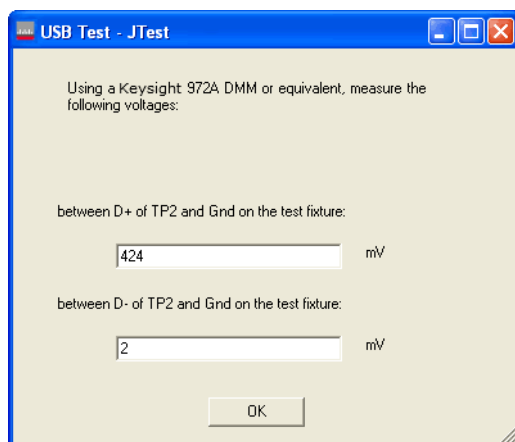 USB Test - JTest
Using a Keysight 972A DMM or equivalent, measure the
following voltages:
between D+ of TP2 and Gnd on the test fixture:
424 mV
between D- of TP2 and Gnd on the test fixture:
2 mV
OK